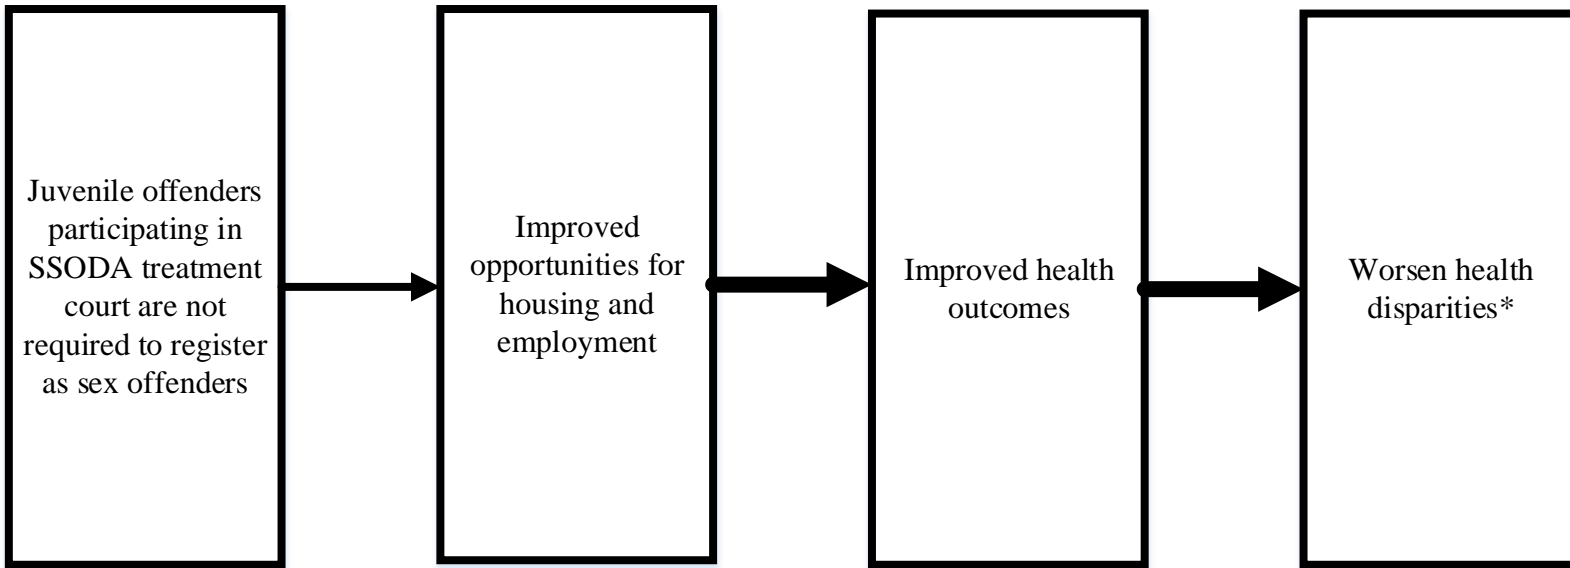 Juvenile offenders
participating in
SSODA treatment
court are not
required to register
as sex offenders
Improved
opportunities for
housing and
employment
Improved health
outcomes
Worsen health
disparities*